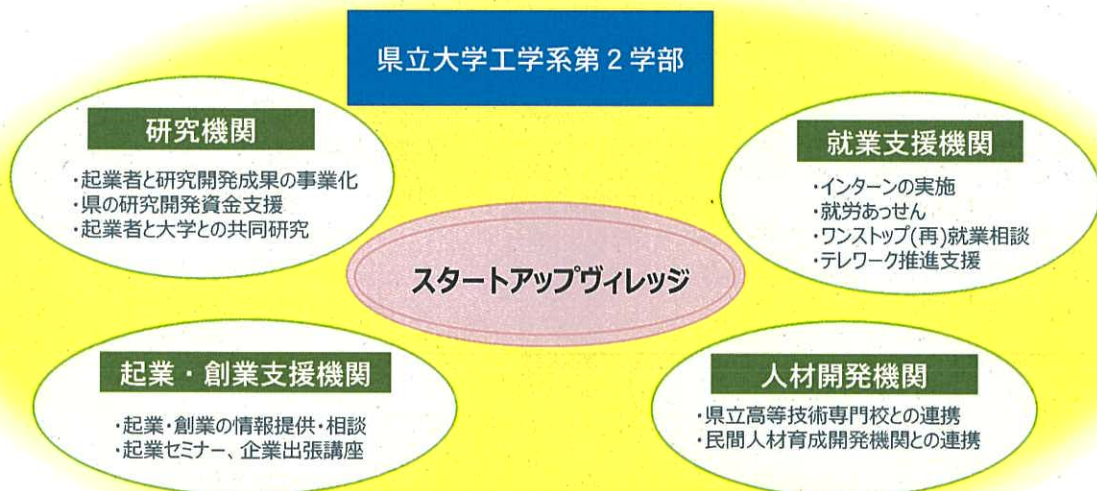 県立大学工学系第2学部
研究機関
・起業者と研究開発成果の事業化
・県の研究開発資金支援
・起業者と大学との共同研究
就業支援機関
・インターンの実施
・就労あっせん
・ワンストップ(再)就業相談
・テレワーク推進支援
スタートアップヴィレッジ
起業・創業支援機関
・起業・創業の情報提供・相談
・起業セミナー、企業出張講座
人材開発機関
・県立高等技術専門校との連携
・民間人材育成開発機関との連携